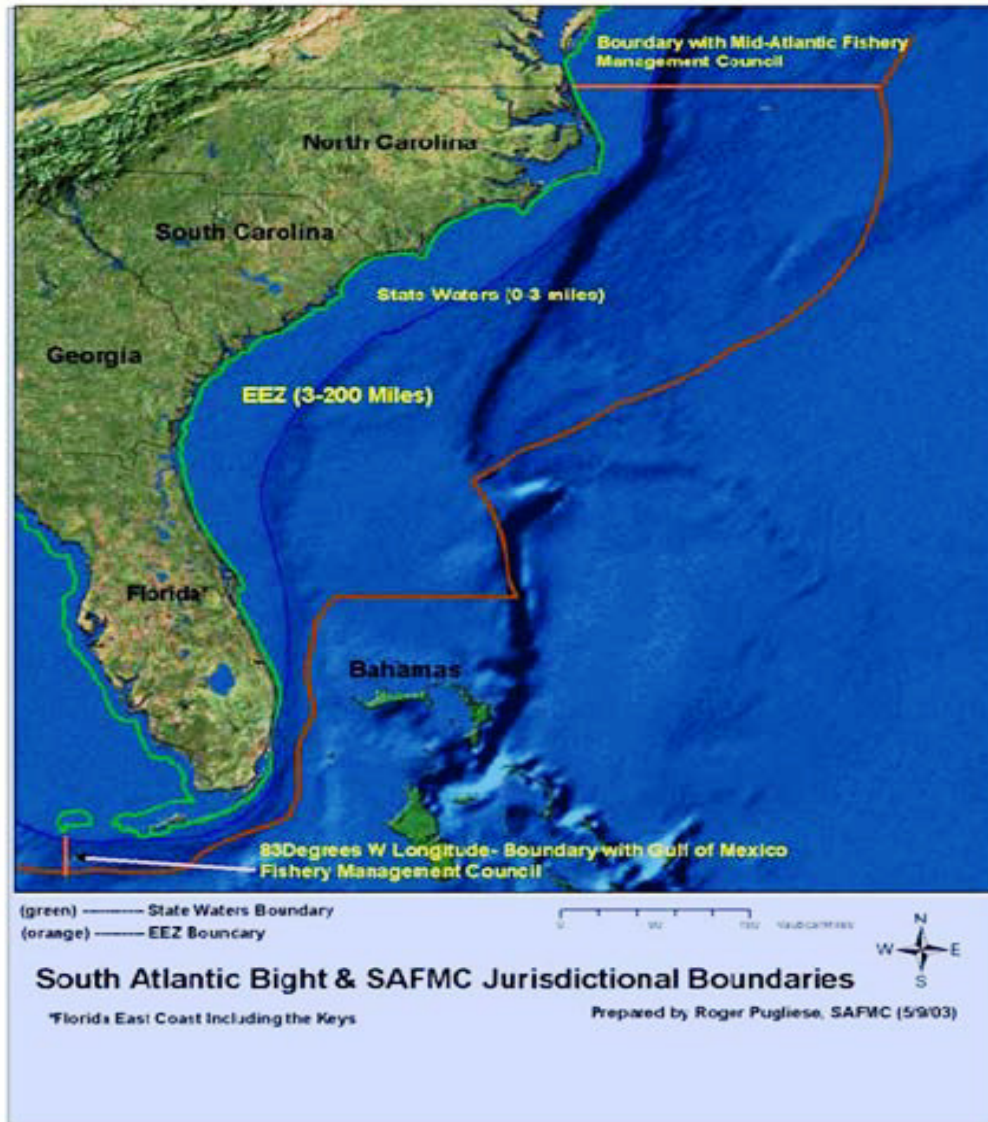 Boundary with Mid-Atlantic Fishery
Management Council
North Carolina
South Carolina
State Waters (0-3 miles)
Georgia
EEZ (3-200 Miles)
Florida*
Bahamas
83Degrees W Longitude- Boundary with Gulf of Mexico
Fishery Management Council
(green) State Waters Boundary
(orange) EEZ Boundary
0
N
W E
S
South Atlantic Bight & SAFMC Jurisdictional Boundaries
*Florida East Coast Including the Keys
Prepared by Roger Pugliese, SAFMC (5/9/03)